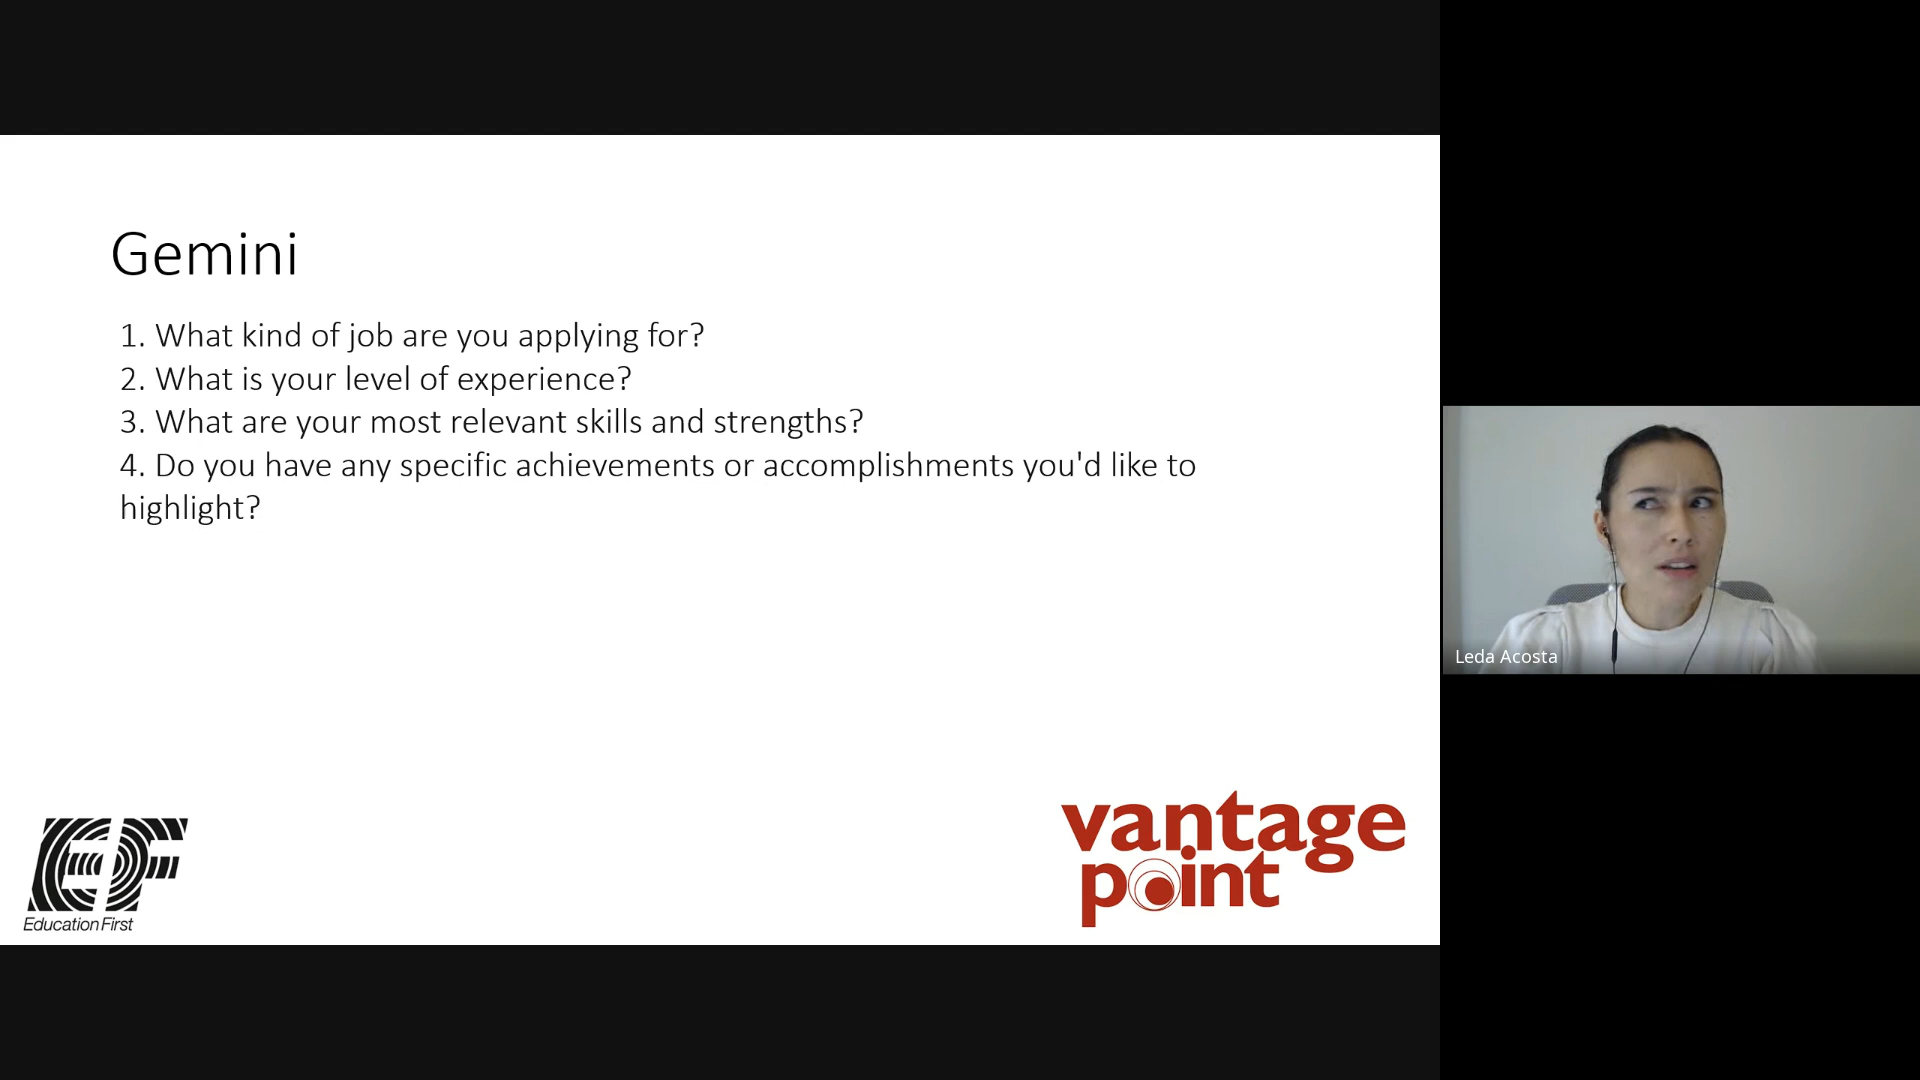 Gemini
1. What kind of job are you applying for?
2. What is your level of experience?
3. What are your most relevant skills and strengths?
4. Do you have any specific achievements or accomplishments you'd like to
highlight?
Leda Acosta
EF
Education First
vantage
point